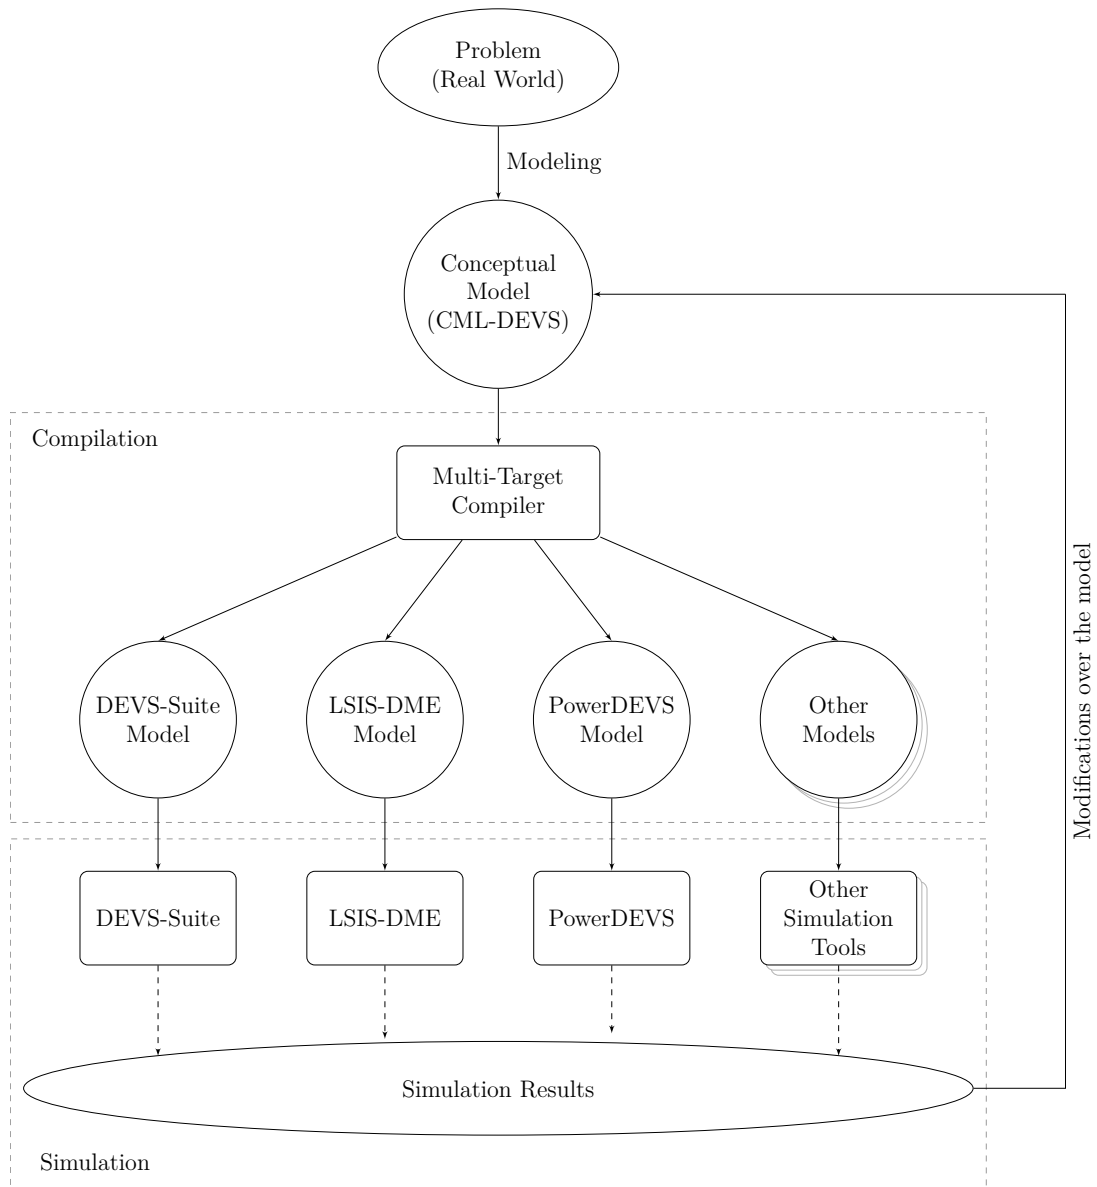 Problem
(Real World)
Modeling
Conceptual
Model
(CML-DEVS)
Compilation
Multi-Target
Compiler
DEVS-Suite
Model
LSIS-DME
Model
PowerDEVS
Model
Other
Models
Modifications over the model
DEVS-Suite
LSIS-DME
PowerDEVS
Other
Simulation
Tools
Simulation Results
Simulation